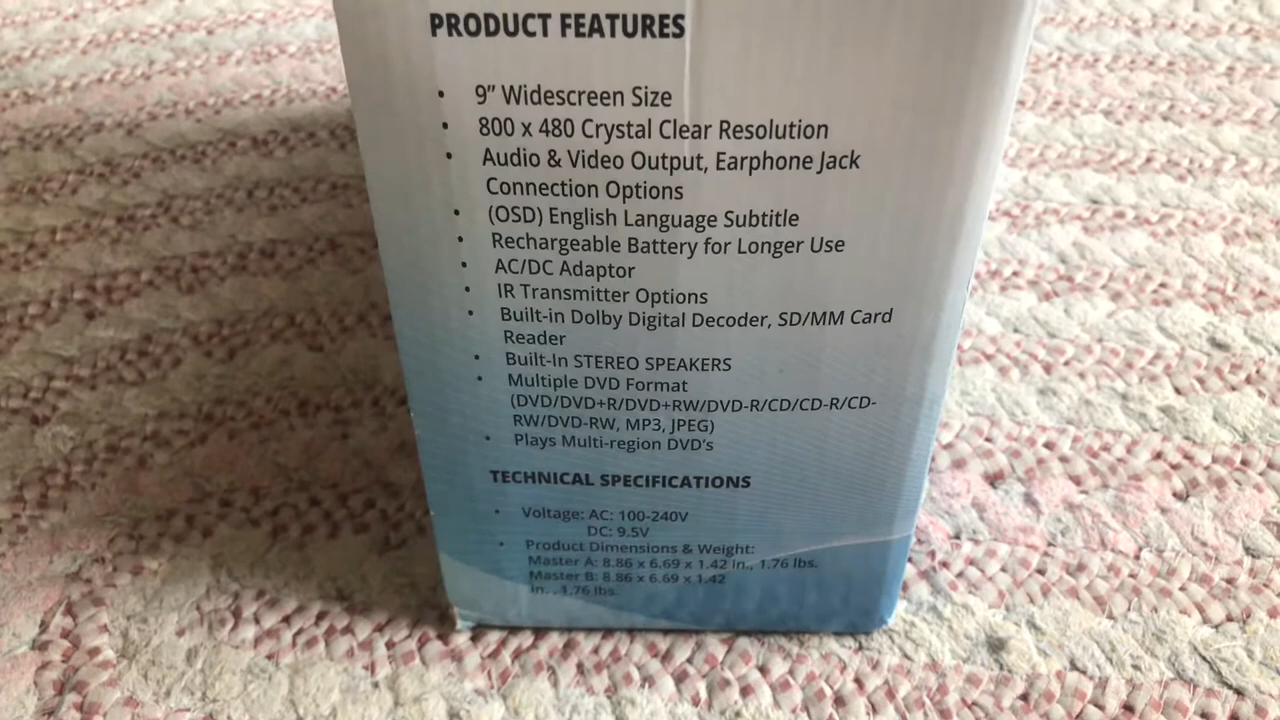 PRODUCT FEATURES
• 9” Widescreen Size
• 800 x 480 Crystal Clear Resolution
• Audio & Video Output, Earphone Jack
Connection Options
• (OSD) English Language Subtitle
• Rechargeable Battery for Longer Use
• AC/DC Adaptor
• IR Transmitter Options
• Built-in Dolby Digital Decoder, SD/MM Card
Reader
• Built-In STEREO SPEAKERS
• Multiple DVD Format
(DVD/DVD+R/DVD+RW/DVD-R/CD/CD-R/CD-
RW/DVD-RW, MP3, JPEG)
• Plays Multi-region DVD’s
TECHNICAL SPECIFICATIONS
• Voltage: AC: 100-240V
DC: 9.5V
• Product Dimensions & Weight:
Master A: 8.86 x 6.69 x 1.42 in., 1.76 lbs.
Master B: 8.86 x 6.69 x 1.42
in. , 1.76 lbs.